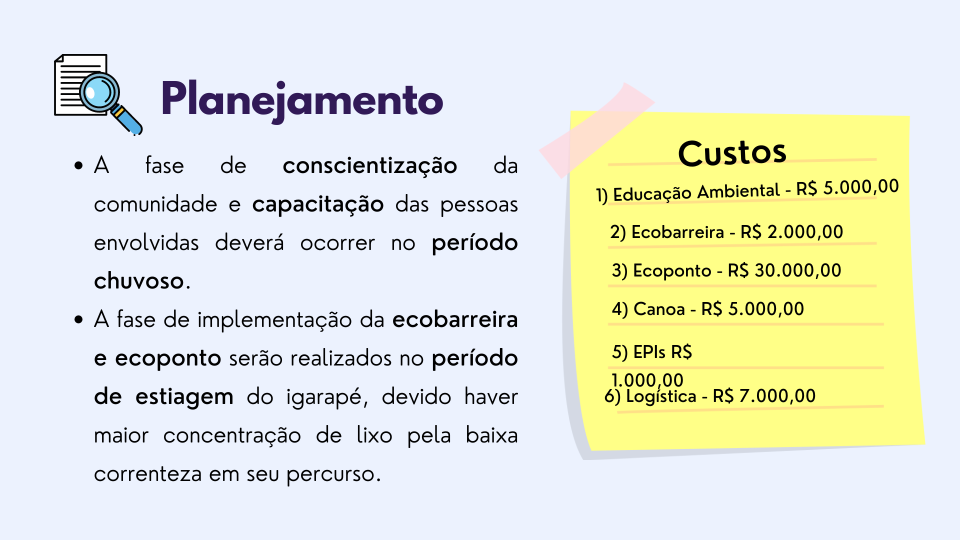 Planejamento
• A fase de conscientização da
comunidade e capacitação das pessoas
envolvidas deverá ocorrer no período
chuvoso.
• A fase de implementação da ecobarreira
e ecoponto serão realizados no período
de estiagem do igarapé, devido haver
maior concentração de lixo pela baixa
correnteza em seu percurso.
Custos
1) Educação Ambiental - R$ 5.000,00
2) Ecobarreira - R$ 2.000,00
3) Ecoponto - R$ 30.000,00
4) Canoa - R$ 5.000,00
5) EPIs R$
1.000,00
6) Logística - R$ 7.000,00